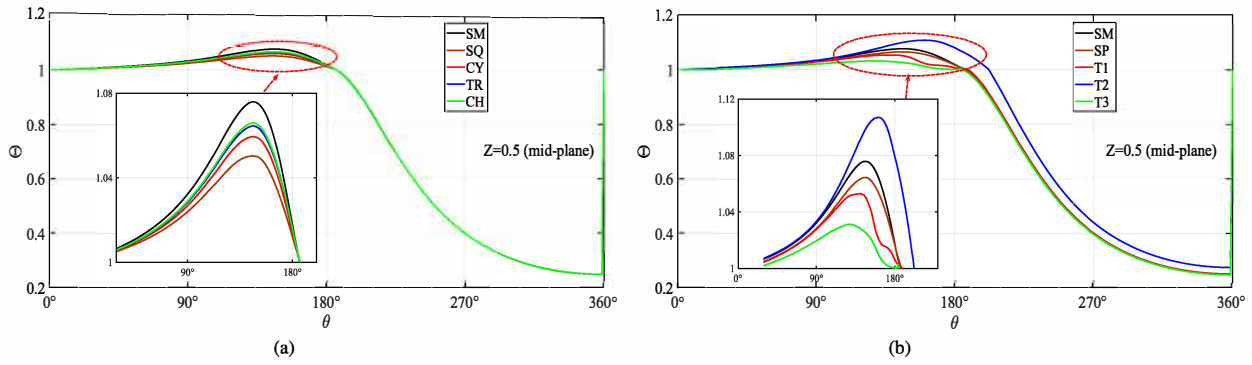 1.2
1
0.8
0.6
0.4
0.2
Θ
0°
90°
180°
270°
360°
θ
SM
SQ
CY
TR
CH
Z=0.5 (mid-plane)
1.08
1.04
1
90°
180°
(a)
1.2
1
0.8
0.6
0.4
0.2
Θ
0°
90°
180°
270°
360°
θ
SM
SP
T1
T2
T3
Z=0.5 (mid-plane)
1.12
1.08
1.04
1
90°
180°
(b)